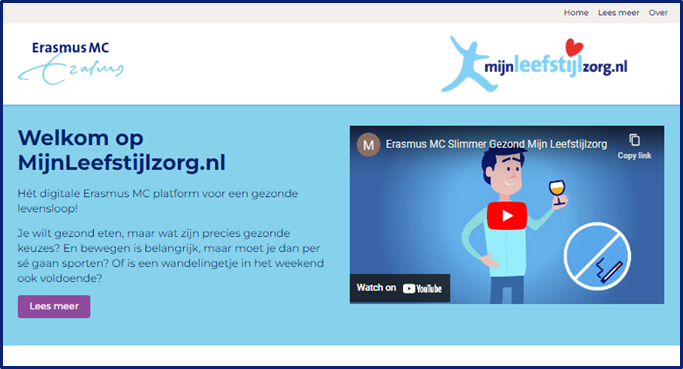 Home Lees meer Over
Erasmus MC
Erasmus
mijnleefstijlzorg.nl
Welkom op
MijnLeefstijlzorg.nl
Hét digitale Erasmus MC platform voor een gezonde
levensloop!
Je wilt gezond eten, maar wat zijn precies gezonde
keuzes? En bewegen is belangrijk, maar moet je dan per
sé gaan sporten? Of is een wandelingetje in het weekend
ook voldoende?
Lees meer
M Erasmus MC Slimmer Gezond Mijn Leefstijlzorg
Copy link
Watch on YouTube